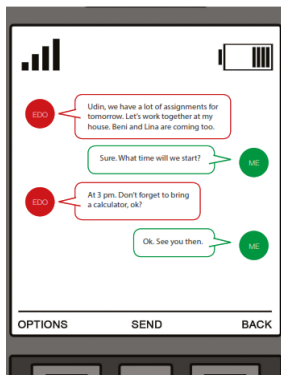 EDO
Udin, we have a lot of assignments for
tomorrow. Let's work together at my
house. Beni and Lina are coming too.
Sure. What time will we start?
ME
EDO
At 3 pm. Don't forget to bring
a calculator, ok?
Ok. See you then.
ME
OPTIONS SEND BACK